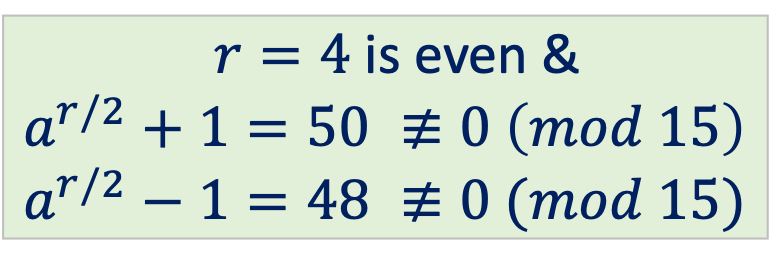 r = 4 is even &
a^{r/2} + 1 = 50 ≢ 0 (mod 15)
a^{r/2} − 1 = 48 ≢ 0 (mod 15)